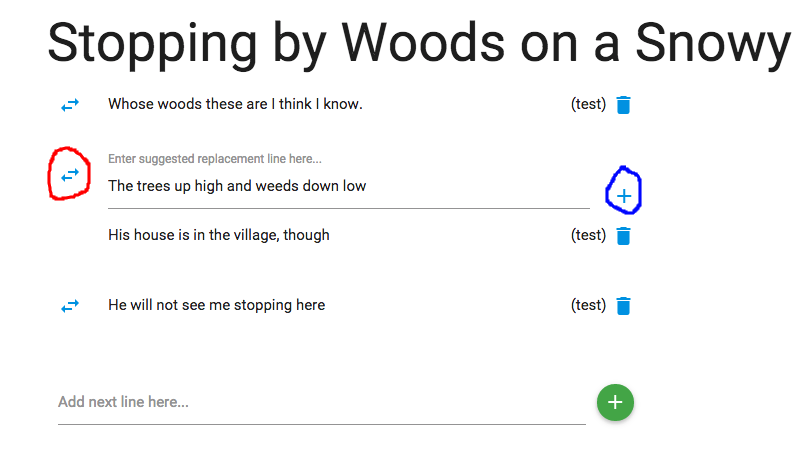 Stopping by Woods on a Snowy
Whose woods these are I think I know. (test)
Enter suggested replacement line here...
The trees up high and weeds down low
His house is in the village, though (test)
He will not see me stopping here (test)
Add next line here...